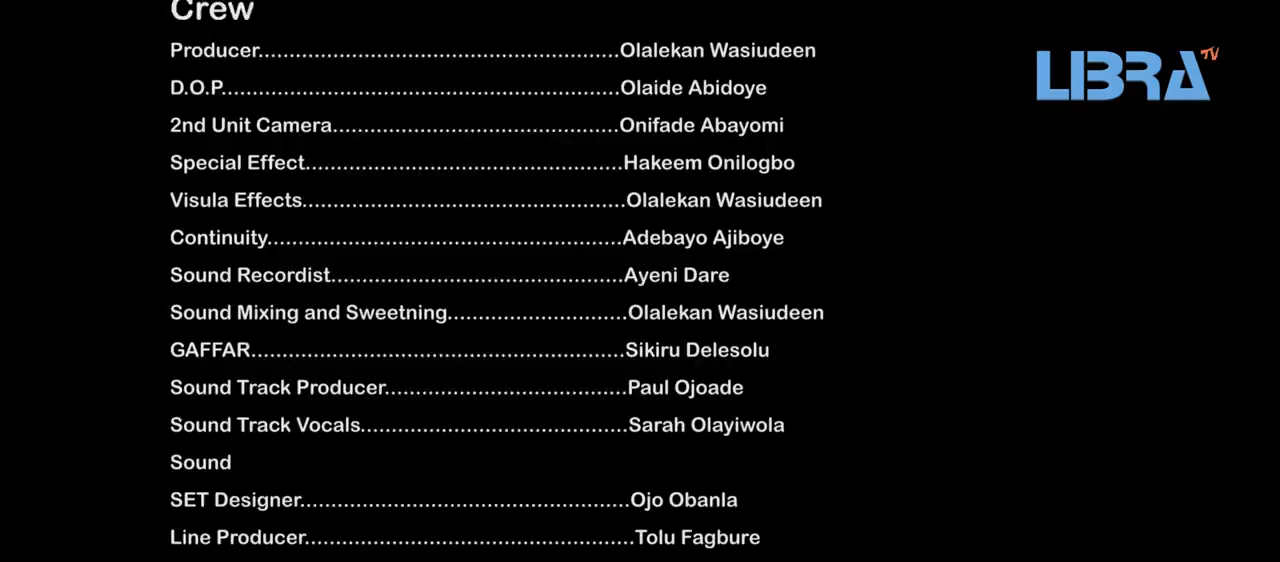 Crew
Producer..........................................................Olalekan Wasiudeen
D.O.P................................................................Olaide Abidoye
2nd Unit Camera..............................................Onifade Abayomi
Special Effect...................................................Hakeem Onilogbo
Visula Effects....................................................Olalekan Wasiudeen
Continuity.........................................................Adebayo Ajiboye
Sound Recordist...............................................Ayeni Dare
Sound Mixing and Sweetning.............................Olalekan Wasiudeen
GAFFAR............................................................Sikiru Delesolu
Sound Track Producer.......................................Paul Ojoade
Sound Track Vocals...........................................Sarah Olayiwola
Sound
SET Designer.....................................................Ojo Obanla
Line Producer.....................................................Tolu Fagbure
LIBRA TV